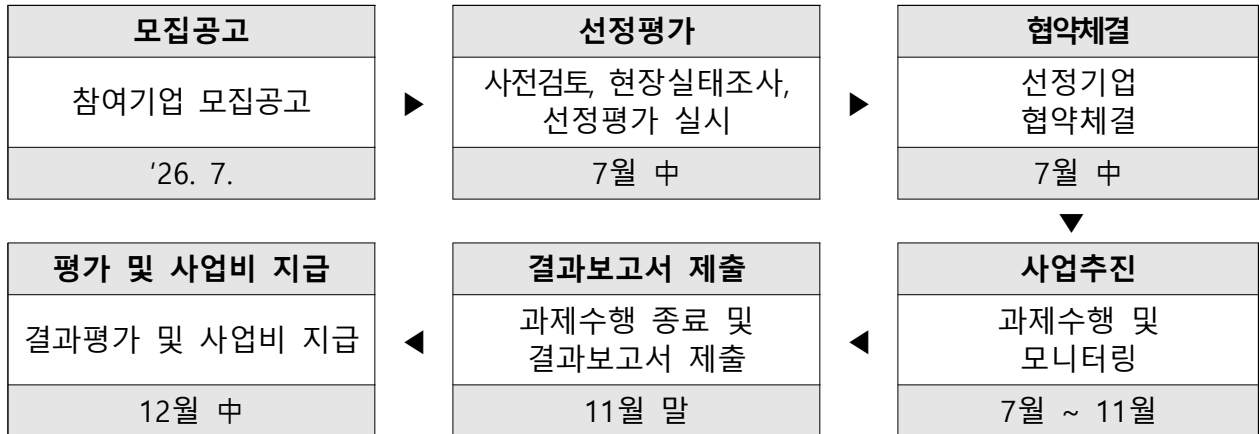 모집공고
참여기업 모집공고
'26. 7.
▶
선정평가
사전검토, 현장실태조사,
선정평가 실시
7월 中
▶
협약체결
선정기업
협약체결
7월 中
▼
사업추진
과제수행 및
모니터링
7월 ~ 11월
◀
결과보고서 제출
과제수행 종료 및
결과보고서 제출
11월 말
◀
평가 및 사업비 지급
결과평가 및 사업비 지급
12월 中